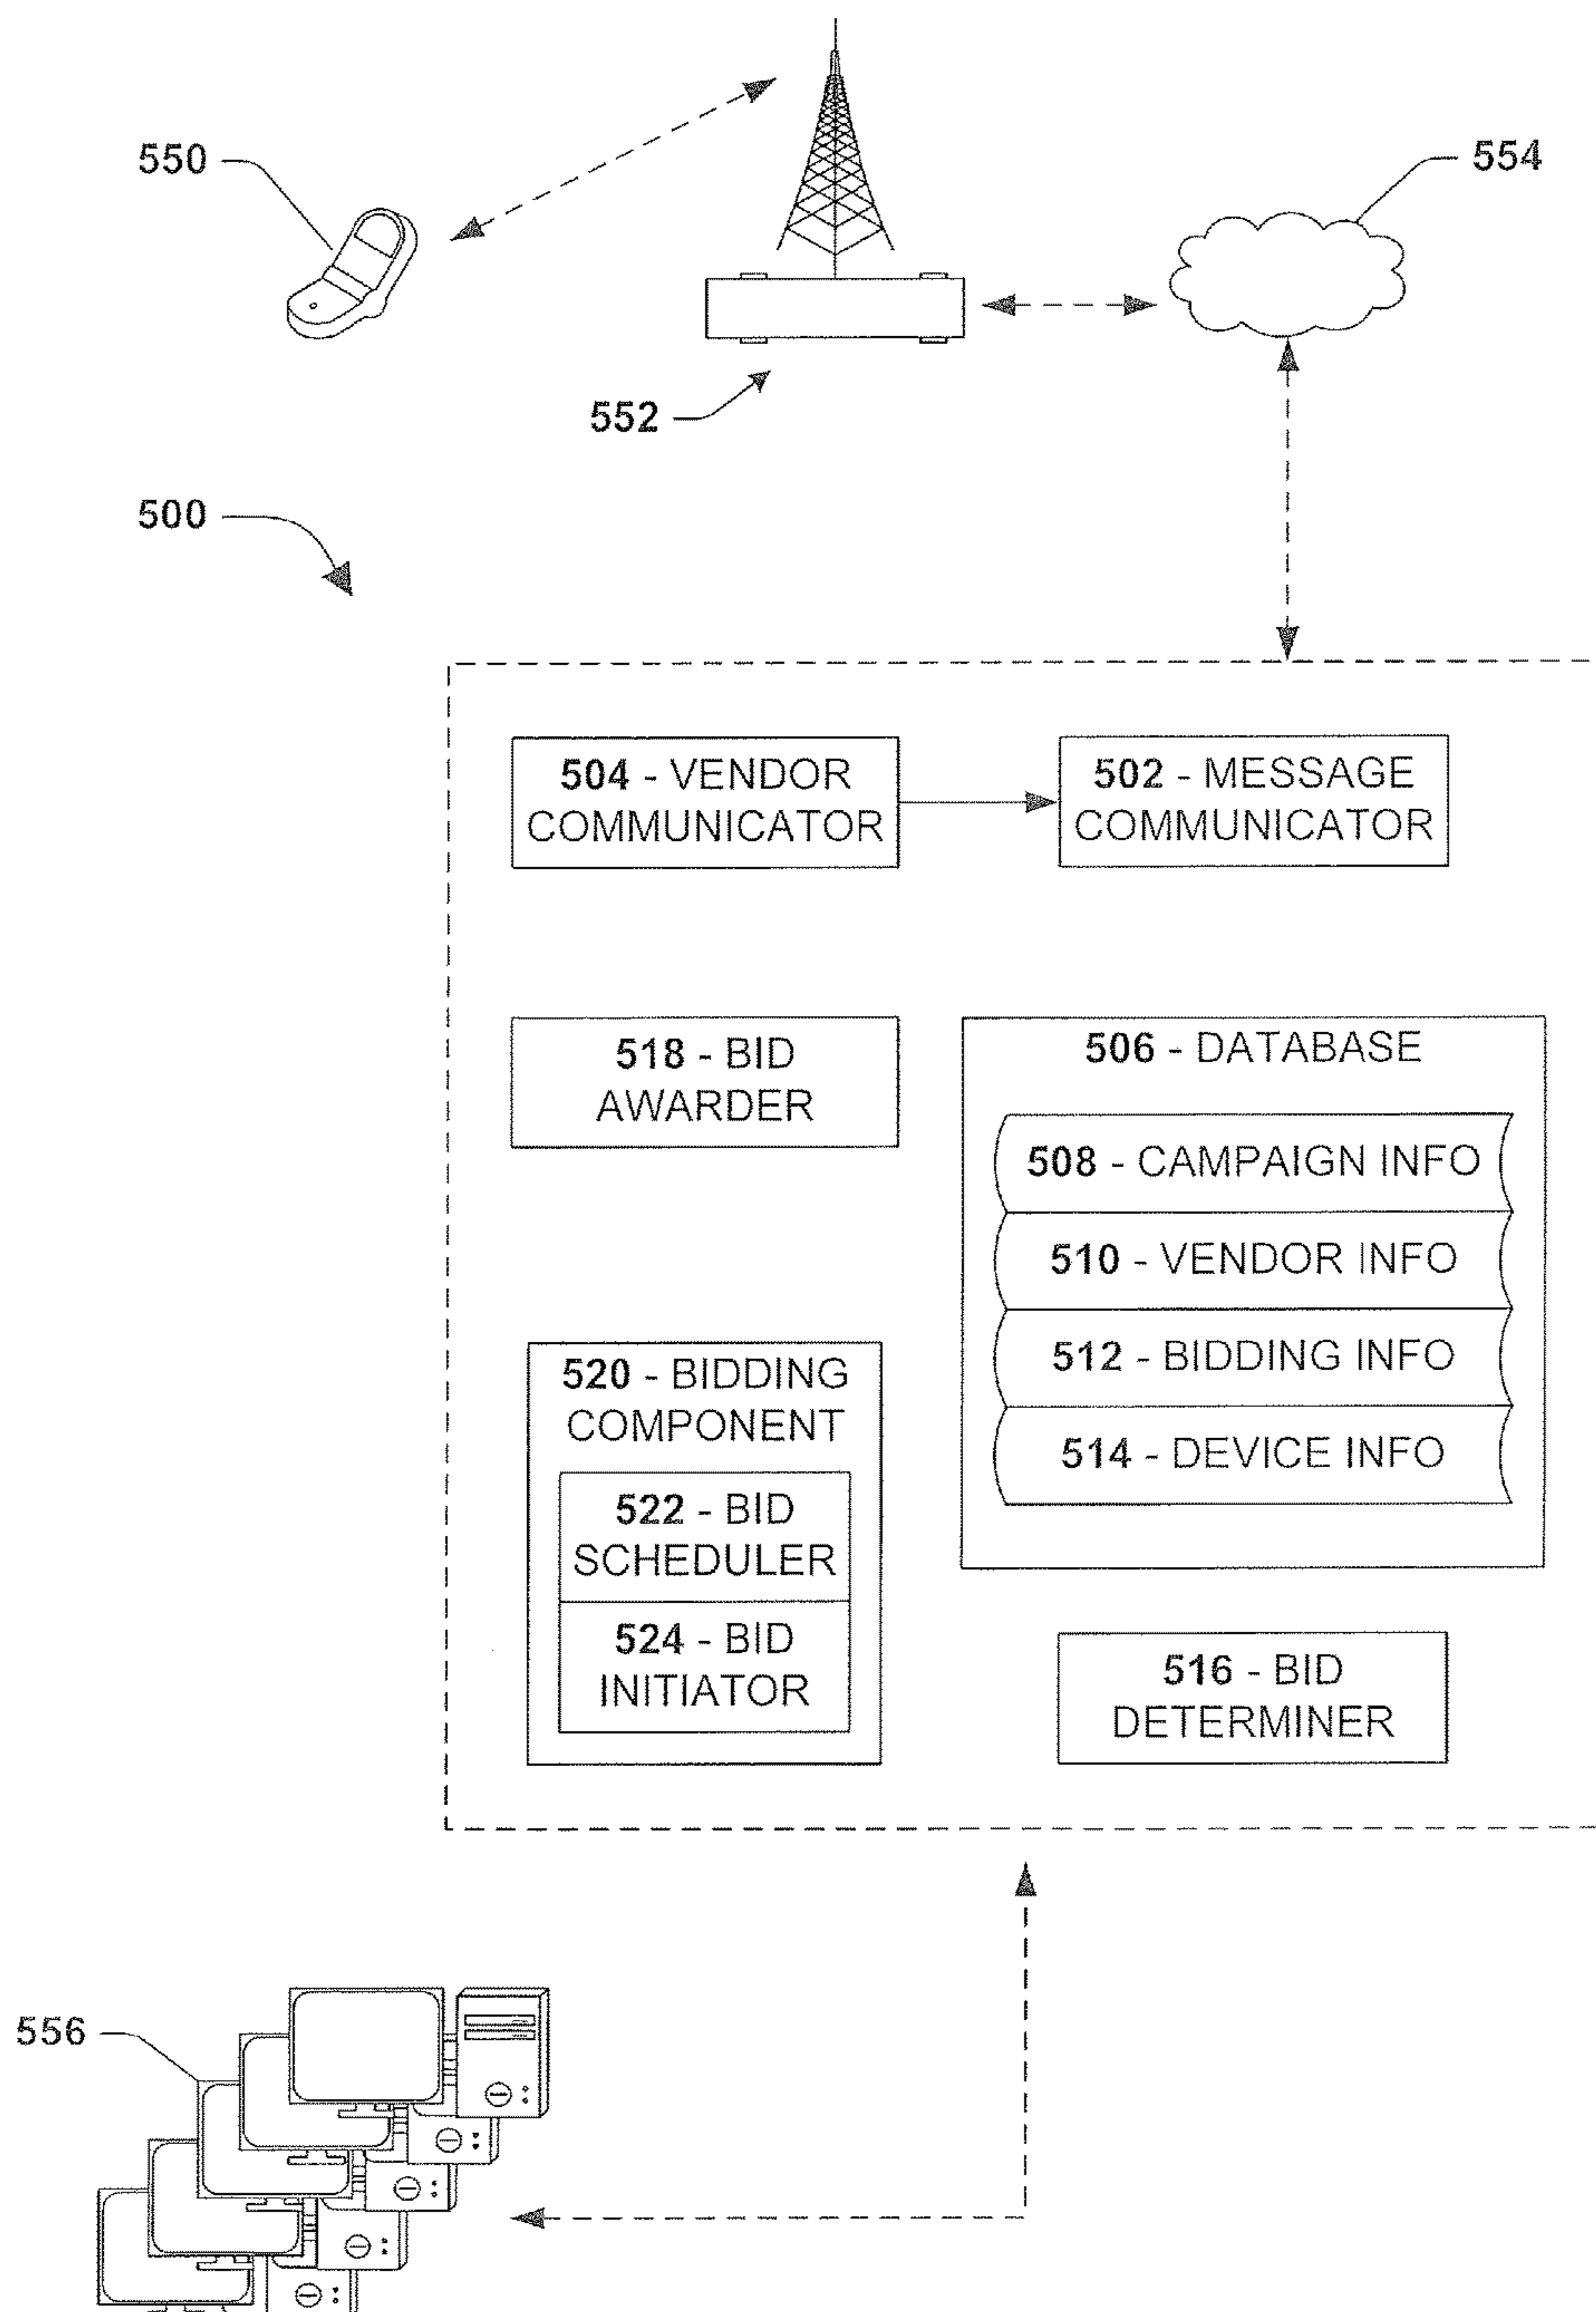 550
554
552
500
504 - VENDOR
COMMUNICATOR
502 - MESSAGE
COMMUNICATOR
518 - BID
AWARDER
506 - DATABASE
508 - CAMPAIGN INFO
510 - VENDOR INFO
512 - BIDDING INFO
514 - DEVICE INFO
520 - BIDDING
COMPONENT
522 - BID
SCHEDULER
524 - BID
INITIATOR
516 - BID
DETERMINER
556